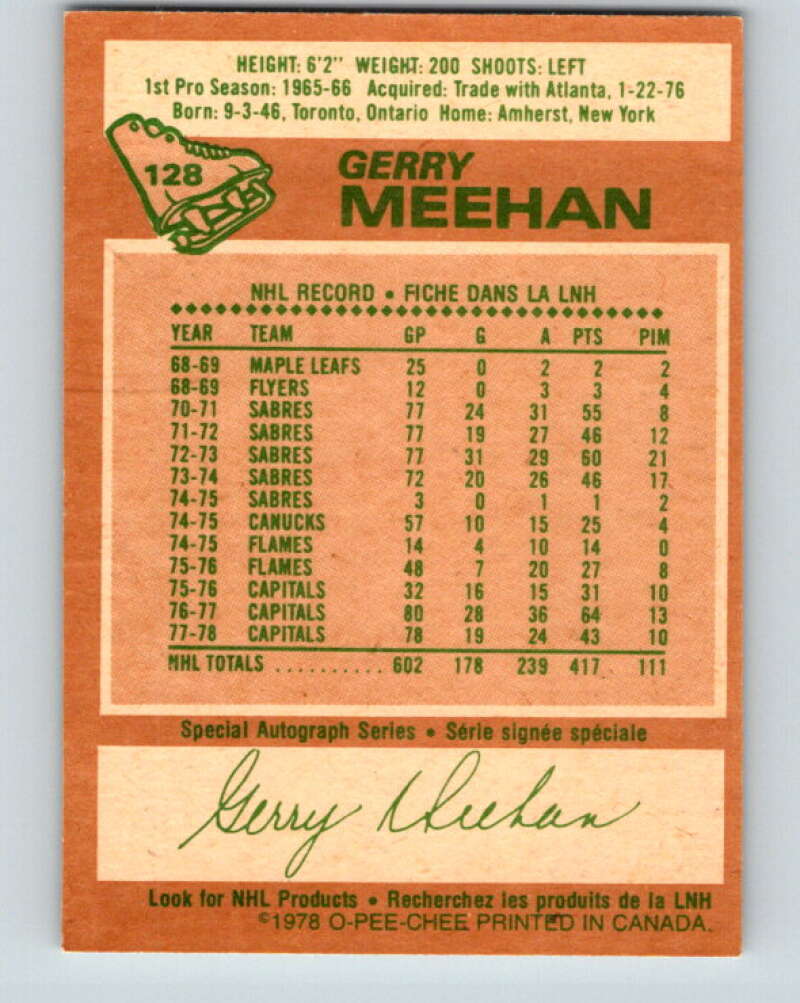 HEIGHT: 6'2" WEIGHT: 200 SHOOTS: LEFT
1st Pro Season: 1965-66 Acquired: Trade with Atlanta, 1-22-76
Born: 9-3-46, Toronto, Ontario Home: Amherst, New York
128
GERRY
MEEHAN
NHL RECORD • FICHE DANS LA LNH
YEAR TEAM GP G A PTS PIM
68-69 MAPLE LEAFS 25 0 2 2 2
68-69 FLYERS 12 0 3 3 4
70-71 SABRES 77 24 31 55 8
71-72 SABRES 77 19 27 46 12
72-73 SABRES 77 31 29 60 21
73-74 SABRES 72 20 26 46 17
74-75 SABRES 3 0 1 1 2
74-75 CANUCKS 57 10 15 25 4
74-75 FLAMES 14 4 10 14 0
75-76 FLAMES 48 7 20 27 8
75-76 CAPITALS 32 16 15 31 10
76-77 CAPITALS 80 28 36 64 13
77-78 CAPITALS 78 19 24 43 10
NHL TOTALS .......... 602 178 239 417 111
Special Autograph Series • Série signée spéciale
Gerry Meehan
Look for NHL Products • Recherchez les produits de la LNH
©1978 O-PEE-CHEE PRINTED IN CANADA.